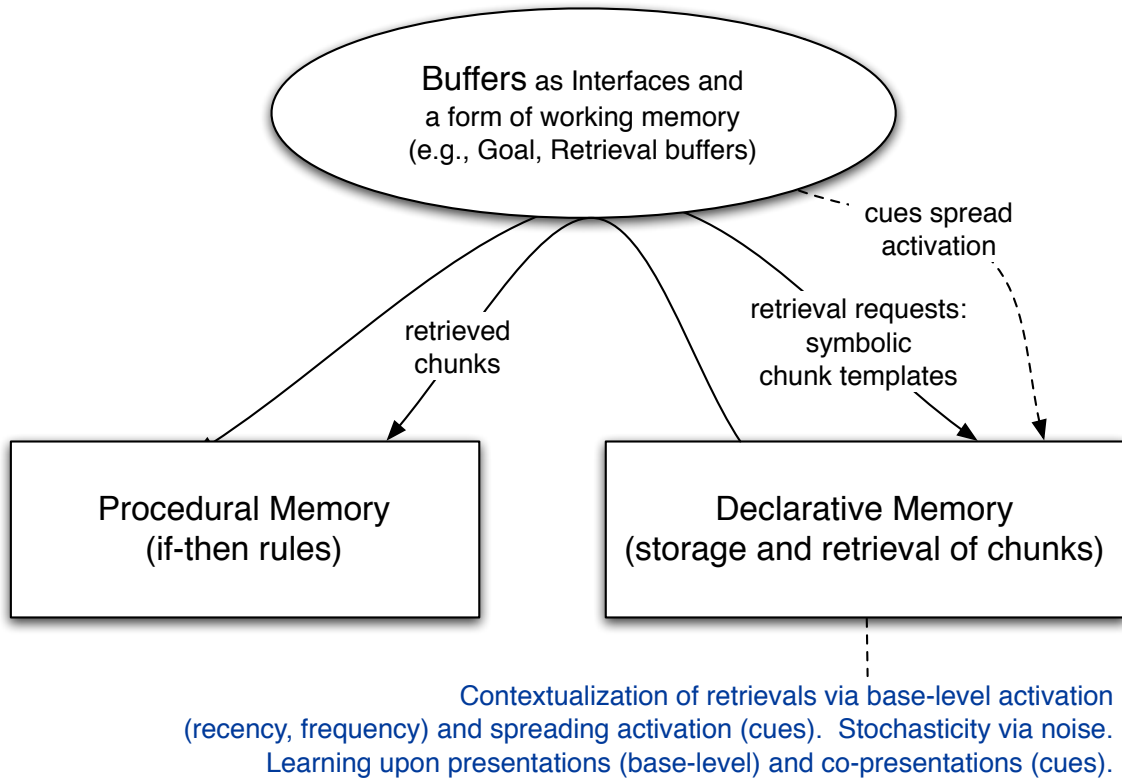 Buffers as Interfaces and
a form of working memory
(e.g., Goal, Retrieval buffers)
cues spread
activation
retrieved
chunks
retrieval requests:
symbolic
chunk templates
Procedural Memory
(if-then rules)
Declarative Memory
(storage and retrieval of chunks)
Contextualization of retrievals via base-level activation
(recency, frequency) and spreading activation (cues).  Stochasticity via noise.
Learning upon presentations (base-level) and co-presentations (cues).